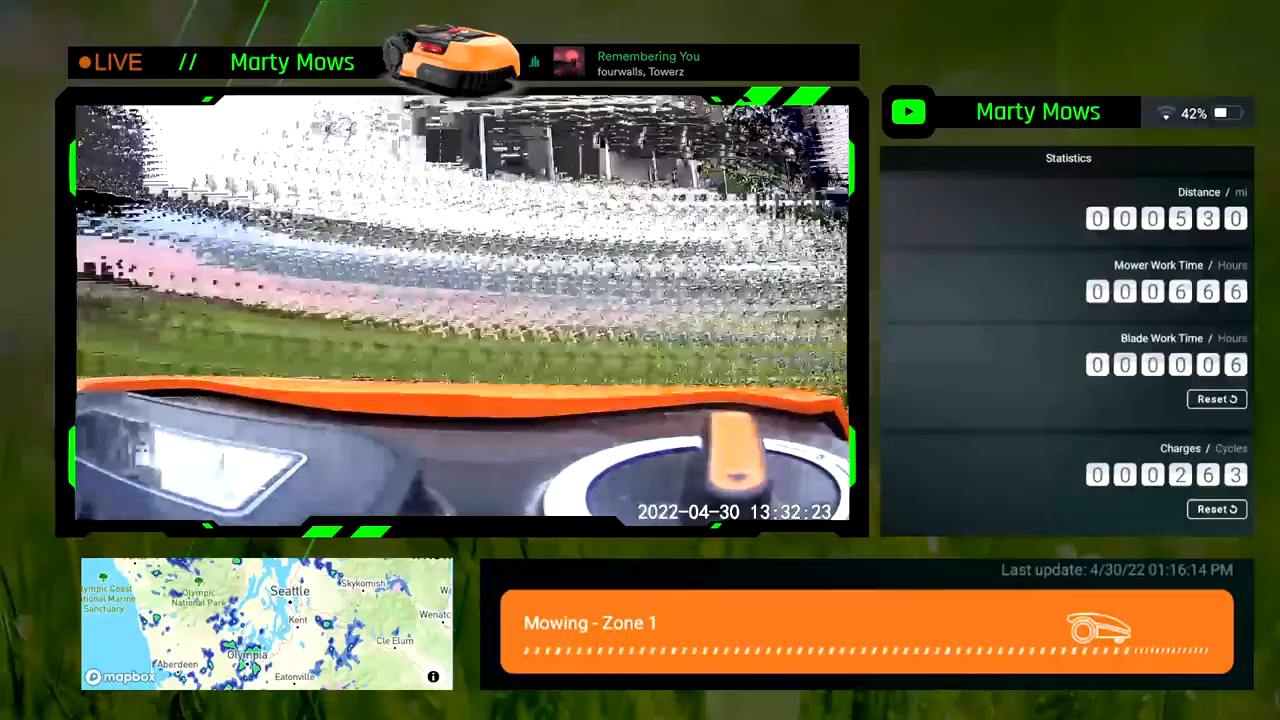 LIVE // Marty Mows
Remembering You
fourwalls, Towerz
Marty Mows
42%
Statistics
Distance / mi
000530
Mower Work Time / Hours
000666
Blade Work Time / Hours
000006
Reset
Charges / Cycles
000263
Reset
2022-04-30 13:32:23
Olympic Coast
National Marine
Sanctuary
Olympic
National Park
Seattle
Skykomish
Kent
Wenatc
Cle Elum
Olympia
Aberdeen
Eatonville
mapbox
Last update: 4/30/22 01:16:14 PM
Mowing - Zone 1